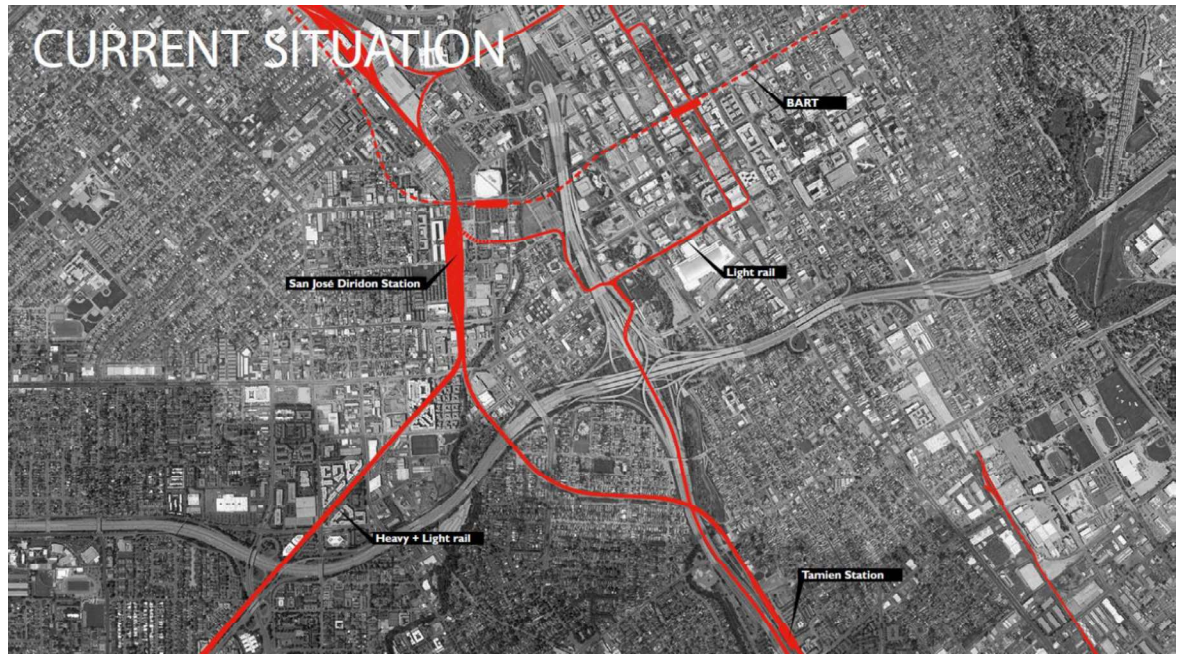 CURRENT SITUATION
BART
Light rail
San José Diridon Station
Heavy + Light rail
Tamien Station